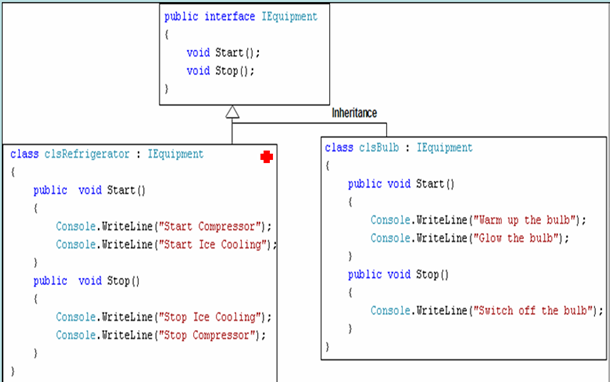 public interface IEquipment
{
void Start();
void Stop();
}
Inheritance
class clsRefrigerator : IEquipment
{
public void Start()
{
Console.WriteLine("Start Compressor");
Console.WriteLine("Start Ice Cooling");
}
public void Stop()
{
Console.WriteLine("Stop Ice Cooling");
Console.WriteLine("Stop Compressor");
}
}
class clsBulb : IEquipment
{
public void Start()
{
Console.WriteLine("Warm up the bulb");
Console.WriteLine("Glow the bulb");
}
public void Stop()
{
Console.WriteLine("Switch off the bulb");
}
}